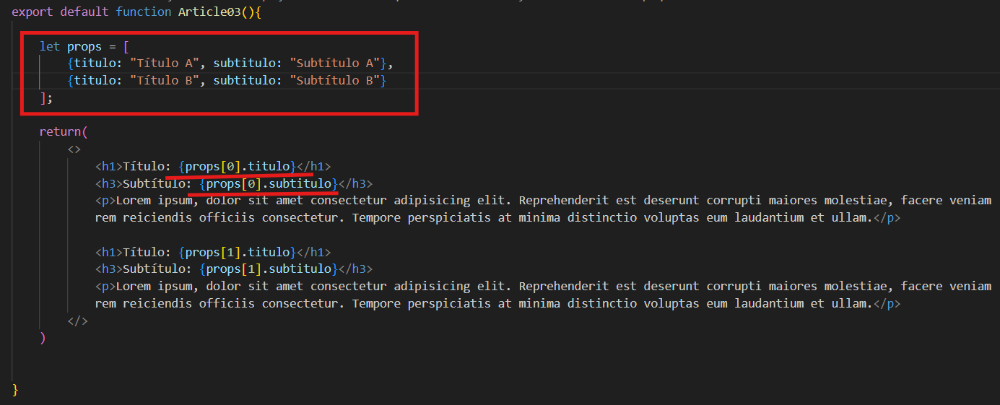 export default function Article03(){
let props = [
{titulo: "Título A", subtitulo: "Subtítulo A"},
{titulo: "Título B", subtitulo: "Subtítulo B"}
];
return(
<>
<h1>Título: {props[0].titulo}</h1>
<h3>Subtítulo: {props[0].subtitulo}</h3>
<p>Lorem ipsum, dolor sit amet consectetur adipisicing elit. Reprehenderit est deserunt corrupti maiores molestiae, facere veniam
rem reiciendis officiis consectetur. Tempore perspiciatis at minima distinctio voluptas eum laudantium et ullam.</p>
<h1>Título: {props[1].titulo}</h1>
<h3>Subtítulo: {props[1].subtitulo}</h3>
<p>Lorem ipsum, dolor sit amet consectetur adipisicing elit. Reprehenderit est deserunt corrupti maiores molestiae, facere veniam
rem reiciendis officiis consectetur. Tempore perspiciatis at minima distinctio voluptas eum laudantium et ullam.</p>
</>
)
}